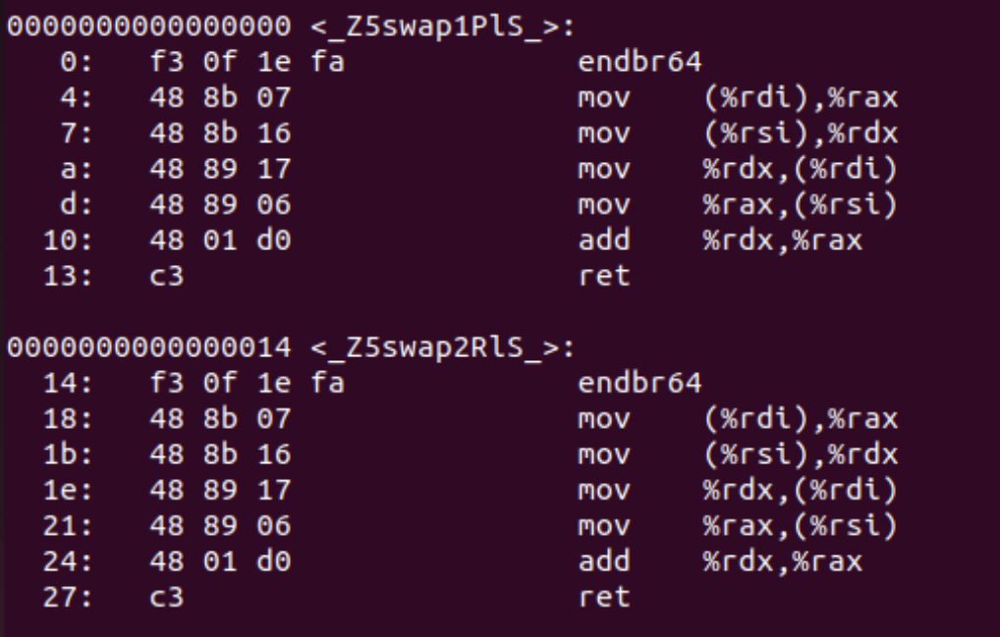 0000000000000000 <_Z5swap1PlS_>:
   0:	f3 0f 1e fa          	endbr64
   4:	48 8b 07             	mov    (%rdi),%rax
   7:	48 8b 16             	mov    (%rsi),%rdx
   a:	48 89 17             	mov    %rdx,(%rdi)
   d:	48 89 06             	mov    %rax,(%rsi)
  10:	48 01 d0             	add    %rdx,%rax
  13:	c3                   	ret

0000000000000014 <_Z5swap2RlS_>:
  14:	f3 0f 1e fa          	endbr64
  18:	48 8b 07             	mov    (%rdi),%rax
  1b:	48 8b 16             	mov    (%rsi),%rdx
  1e:	48 89 17             	mov    %rdx,(%rdi)
  21:	48 89 06             	mov    %rax,(%rsi)
  24:	48 01 d0             	add    %rdx,%rax
  27:	c3                   	ret